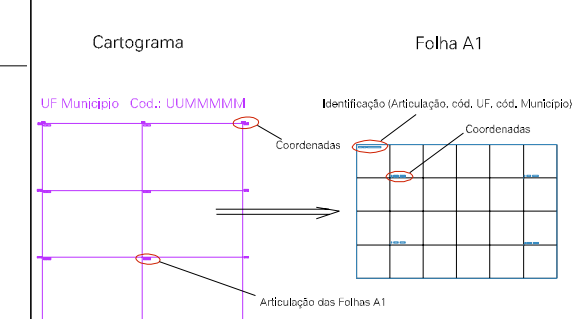 Cartograma
Folha A1
UF Município Cod.: UUMMMMM
Identificação (Articulação, cód. UF, cód. Município)
Coordenadas
Coordenadas
Articulação das Folhas A1